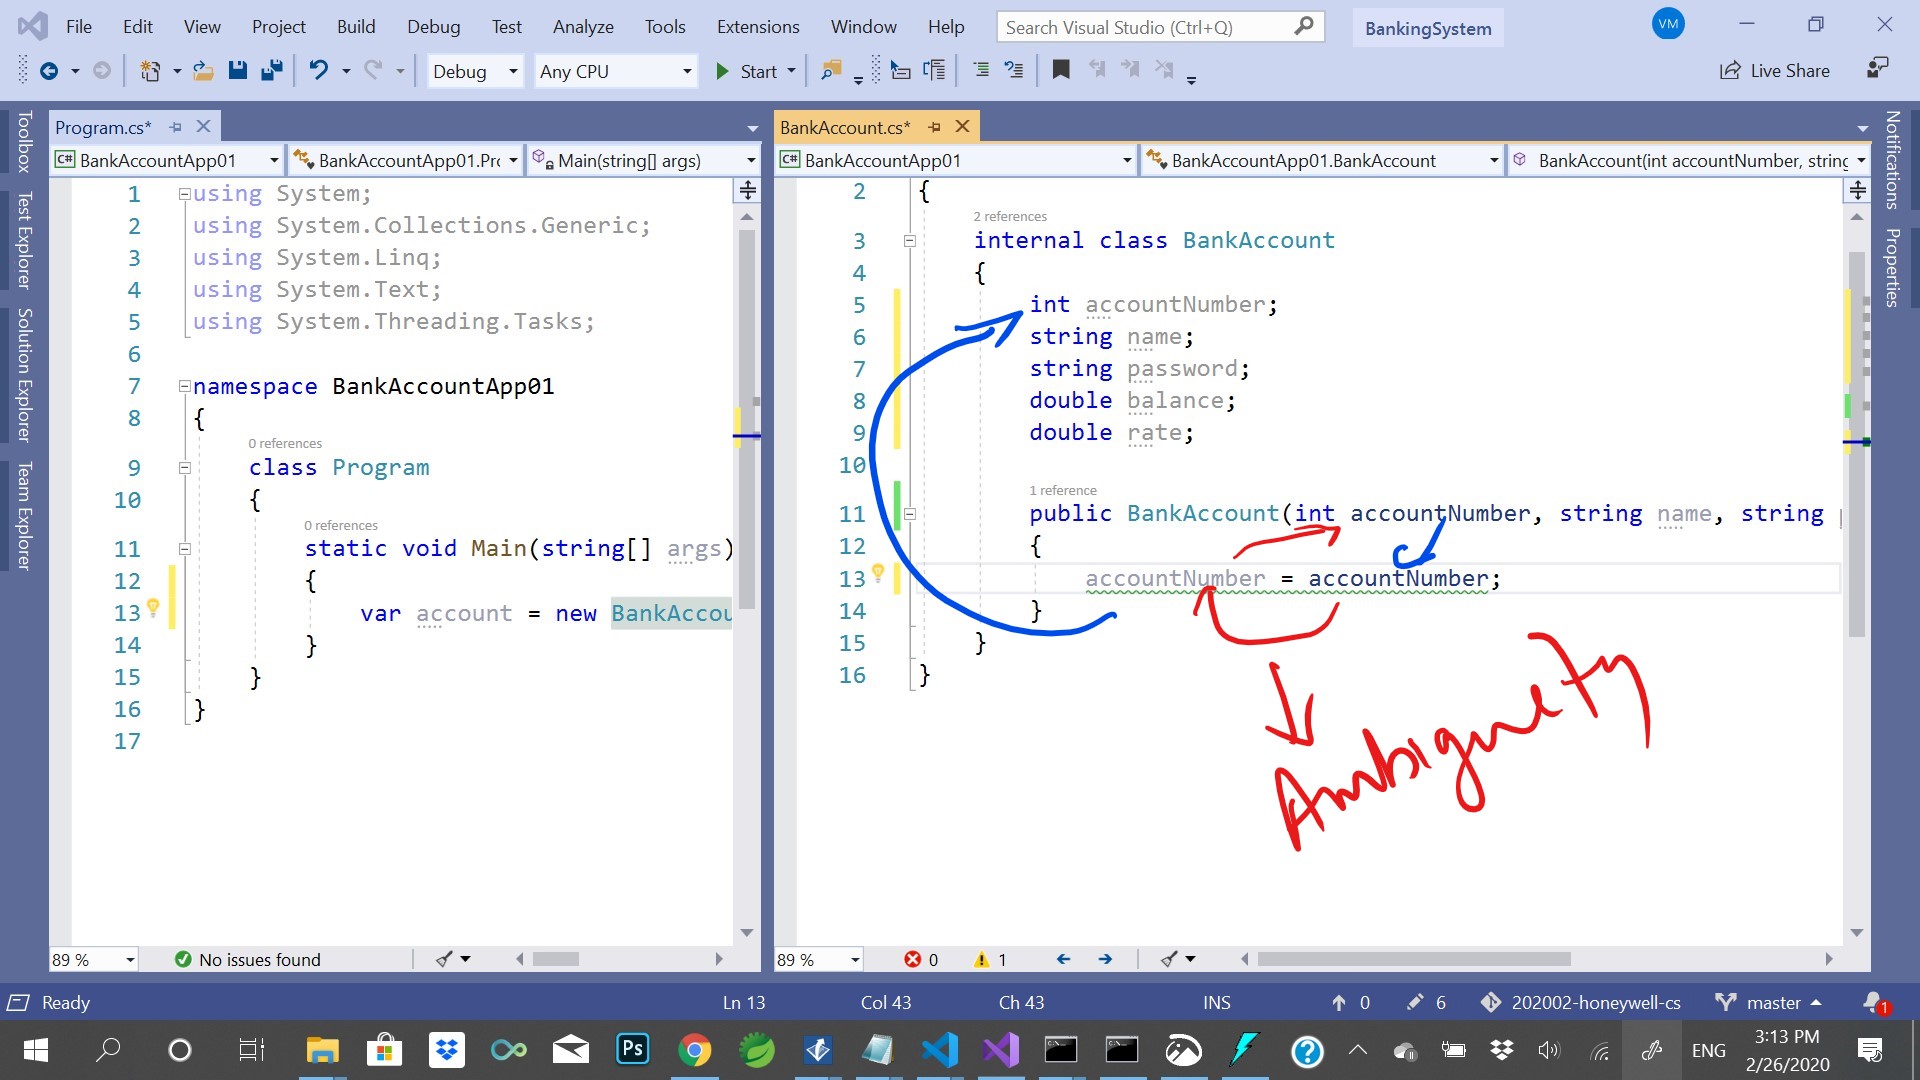 File Edit View Project Build Debug Test Analyze Tools Extensions Window Help Search Visual Studio (Ctrl+Q) BankingSystem VM
Debug Any CPU Start Live Share
Toolbox
Test Explorer
Solution Explorer
Team Explorer
Program.cs*
C# BankAccountApp01 BankAccountApp01.Prc Main(string[] args)
1 using System;
2 using System.Collections.Generic;
3 using System.Linq;
4 using System.Text;
5 using System.Threading.Tasks;
6
7 namespace BankAccountApp01
8 {
0 references
9 class Program
10 {
0 references
11 static void Main(string[] args)
12 {
13 var account = new BankAccou
14 }
15 }
16 }
17
89 % No issues found
BankAccount.cs*
C# BankAccountApp01 BankAccountApp01.BankAccount BankAccount(int accountNumber, string
2 {
2 references
3 internal class BankAccount
4 {
5 int accountNumber;
6 string name;
7 string password;
8 double balance;
9 double rate;
10
1 reference
11 public BankAccount(int accountNumber, string name, string
12 {
13 accountNumber = accountNumber;
14 }
15 }
16 }
Ambiguety
89 % 0 1
Notifications
Properties
Ready Ln 13 Col 43 Ch 43 INS 0 6 202002-honeywell-cs master 1
Ps ENG 3:13 PM
2/26/2020